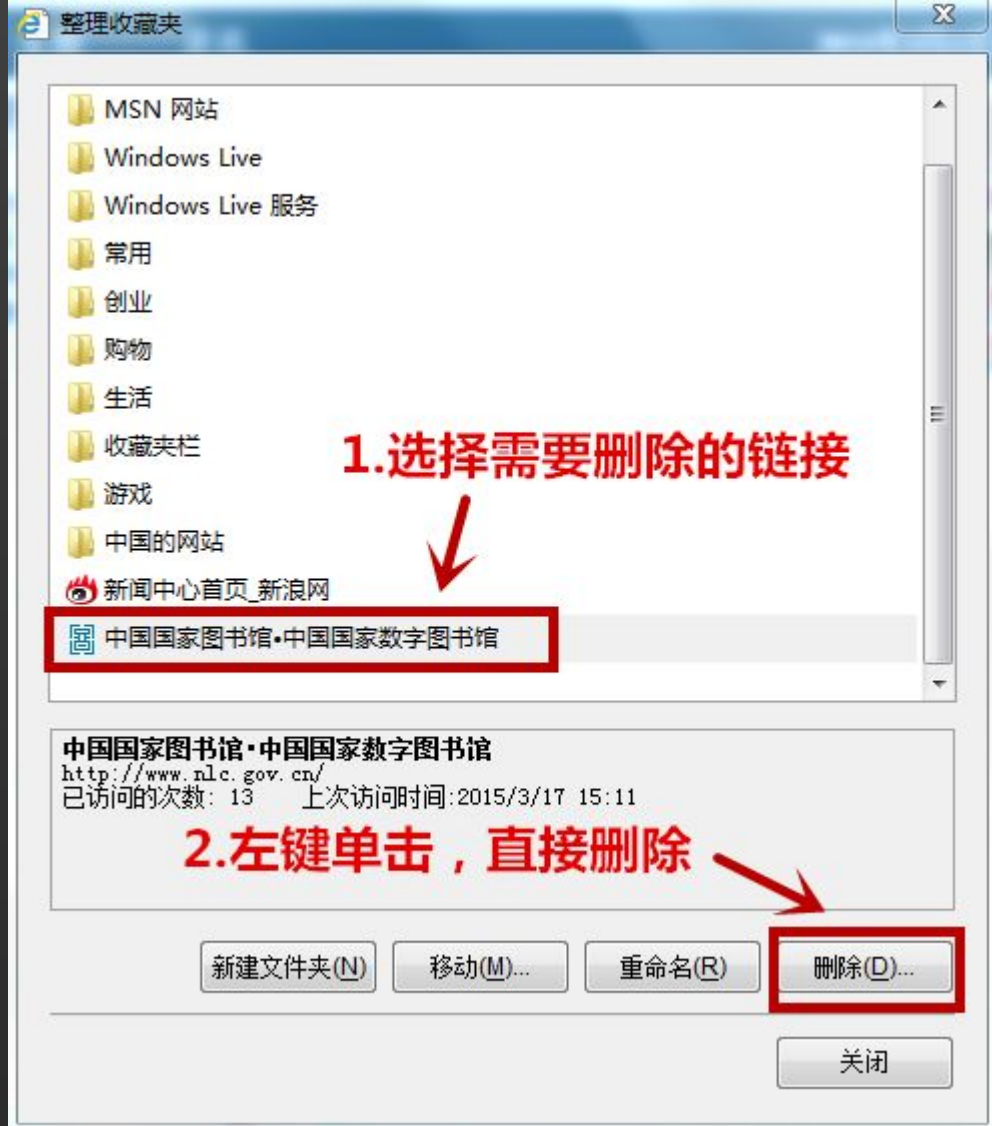 整理收藏夹
MSN 网站
Windows Live
Windows Live 服务
常用
创业
购物
生活
收藏夹栏
1.选择需要删除的链接
游戏
中国的网站
新闻中心首页_新浪网
中国国家图书馆•中国国家数字图书馆
中国国家图书馆•中国国家数字图书馆
http://www.nlc.gov.cn/
已访问的次数: 13 上次访问时间:2015/3/17 15:11
2.左键单击，直接删除
新建文件夹(N) 移动(M)... 重命名(R) 删除(D)...
关闭